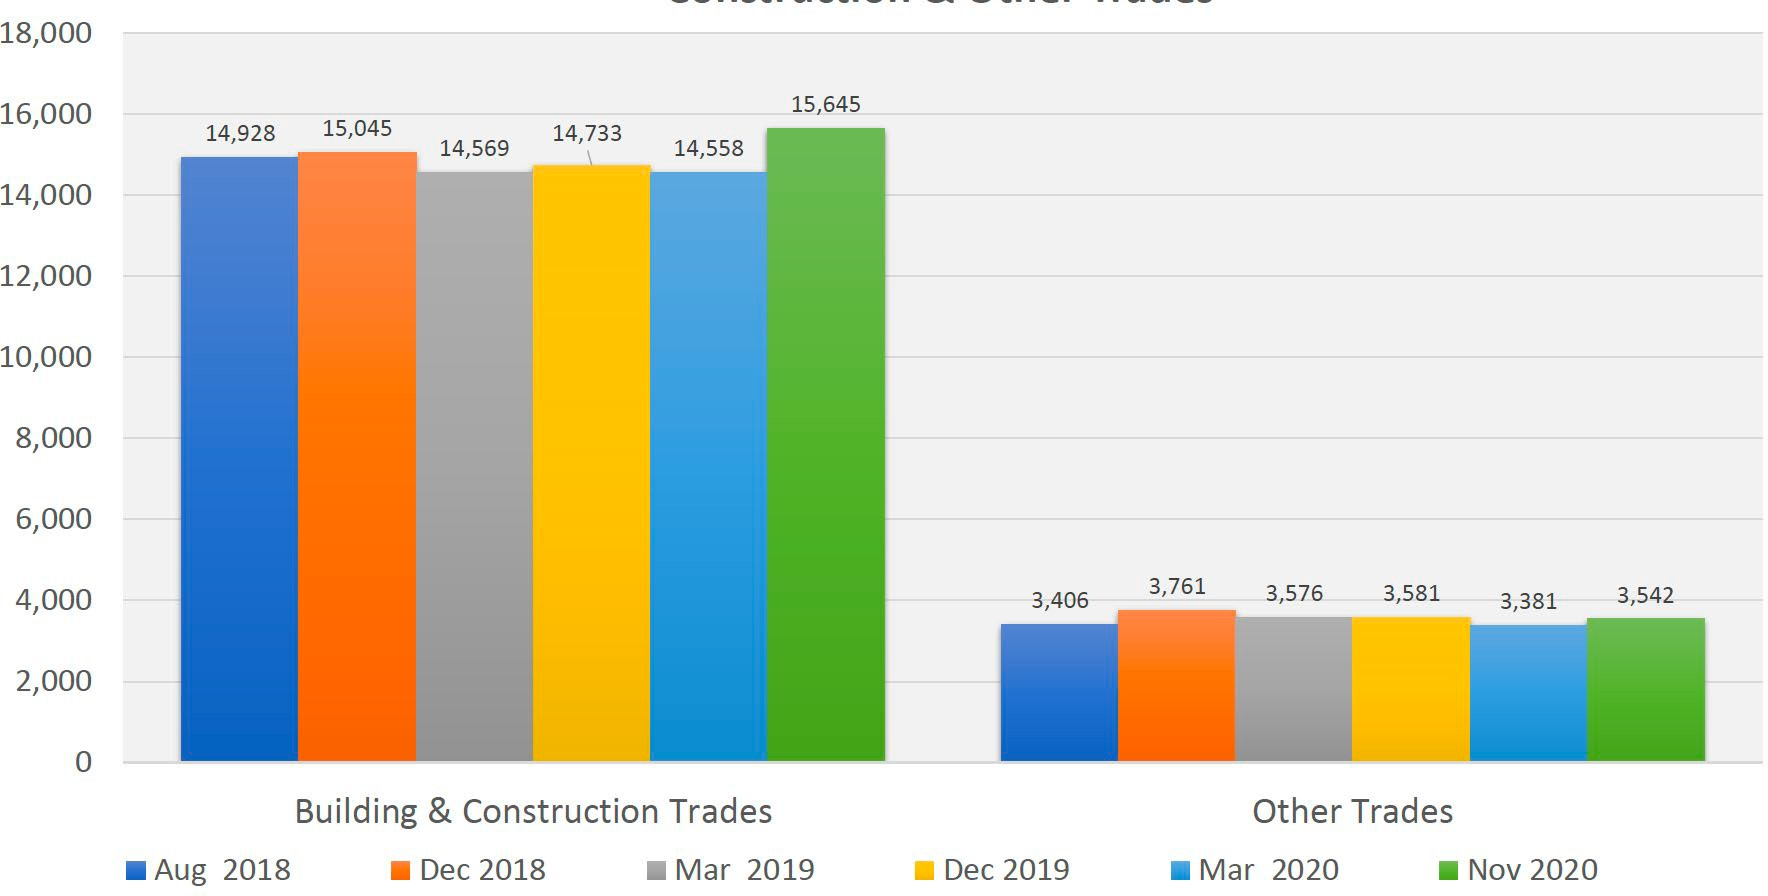 Construction & Other Trades
18,000
16,000
14,000
12,000
10,000
8,000
6,000
4,000
2,000
0
14,928
15,045
14,569
14,733
14,558
15,645
3,406
3,761
3,576
3,581
3,381
3,542
Building & Construction Trades
Other Trades
Aug 2018
Dec 2018
Mar 2019
Dec 2019
Mar 2020
Nov 2020